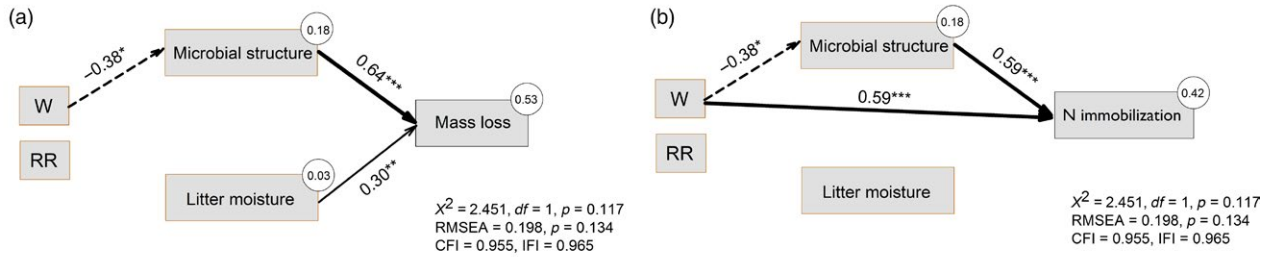 (a)
0.18
Microbial structure
−0.38*
0.64***
W
0.53
Mass loss
RR
0.03
0.30**
Litter moisture
X² = 2.451, df = 1, p = 0.117
RMSEA = 0.198, p = 0.134
CFI = 0.955, IFI = 0.965
(b)
0.18
Microbial structure
−0.38*
0.59***
W
0.59***
0.42
N immobilization
RR
Litter moisture
X² = 2.451, df = 1, p = 0.117
RMSEA = 0.198, p = 0.134
CFI = 0.955, IFI = 0.965